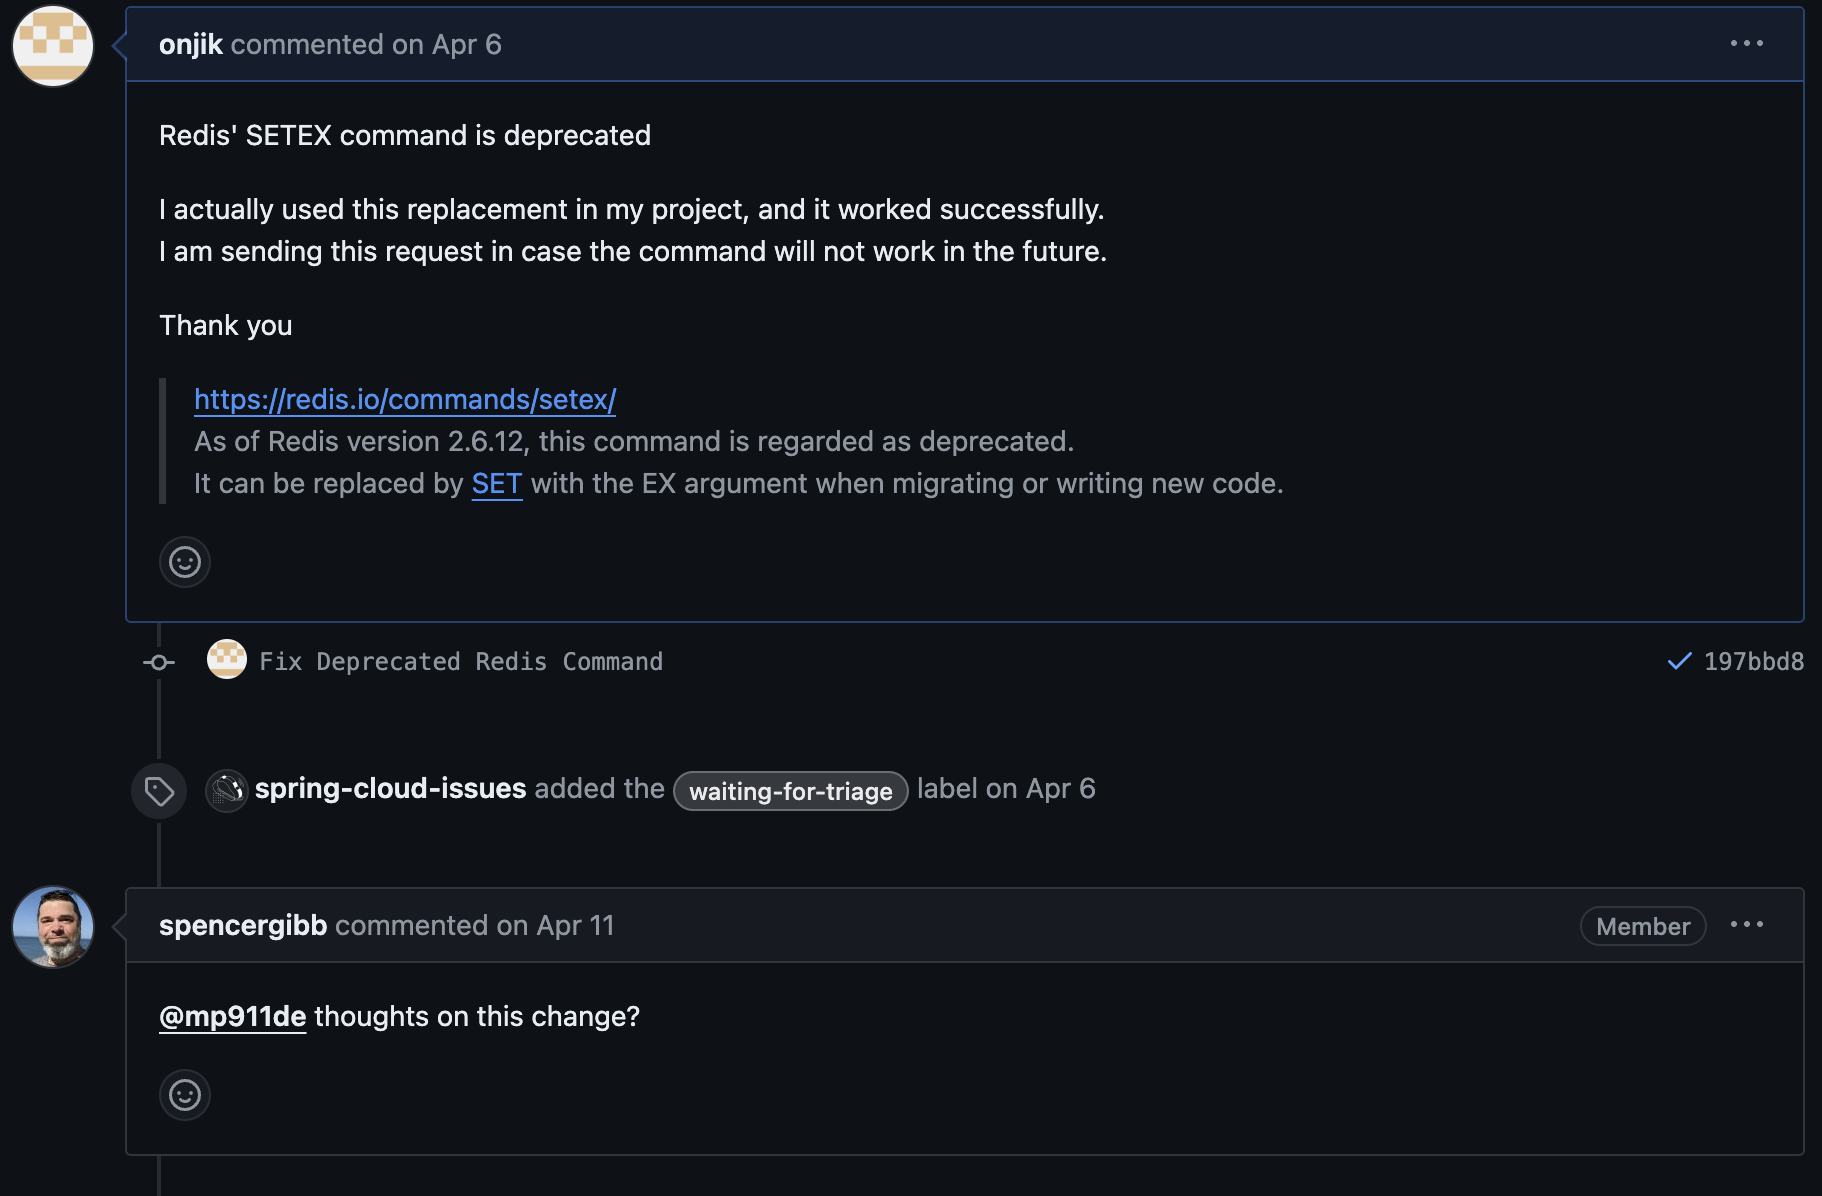 onjik commented on Apr 6
Redis' SETEX command is deprecated
I actually used this replacement in my project, and it worked successfully.
I am sending this request in case the command will not work in the future.
Thank you
https://redis.io/commands/setex/
As of Redis version 2.6.12, this command is regarded as deprecated.
It can be replaced by SET with the EX argument when migrating or writing new code.
Fix Deprecated Redis Command 197bbd8
spring-cloud-issues added the waiting-for-triage label on Apr 6
spencergibb commented on Apr 11 Member
@mp911de thoughts on this change?